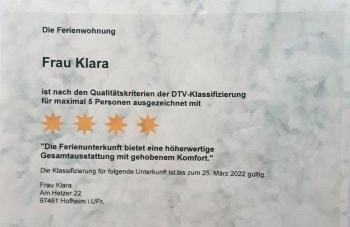 Die Ferienwohnung
Frau Klara
ist nach den Qualitätskriterien der DTV-Klassifizierung
für maximal 5 Personen ausgezeichnet mit
"Die Ferienunterkunft bietet eine höherwertige
Gesamtausstattung mit gehobenem Komfort."
Die Klassifizierung für folgende Unterkunft ist bis zum 25. März 2022 gültig.
Frau Klara
Am Hetzer 22
97461 Hofheim i.UFr.